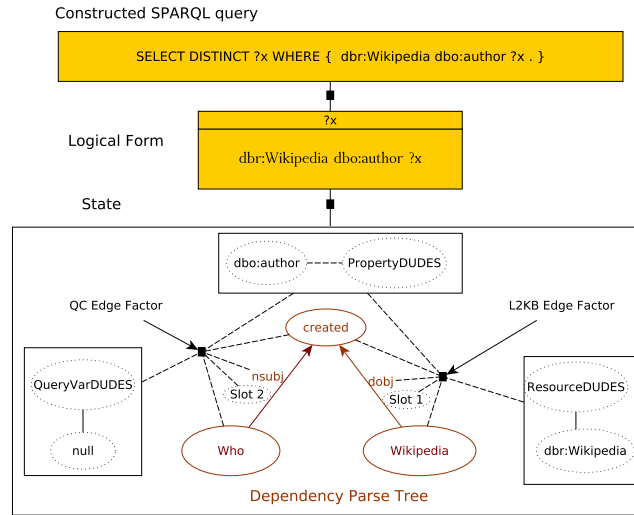 Constructed SPARQL query
SELECT DISTINCT ?x WHERE { dbr:Wikipedia dbo:author ?x . }
?x
Logical Form
dbr:Wikipedia dbo:author ?x
State
dbo:author
PropertyDUDES
QC Edge Factor
L2KB Edge Factor
created
QueryVarDUDES
nsubj
dobj
ResourceDUDES
Slot 2
Slot 1
null
Who
Wikipedia
dbr:Wikipedia
Dependency Parse Tree